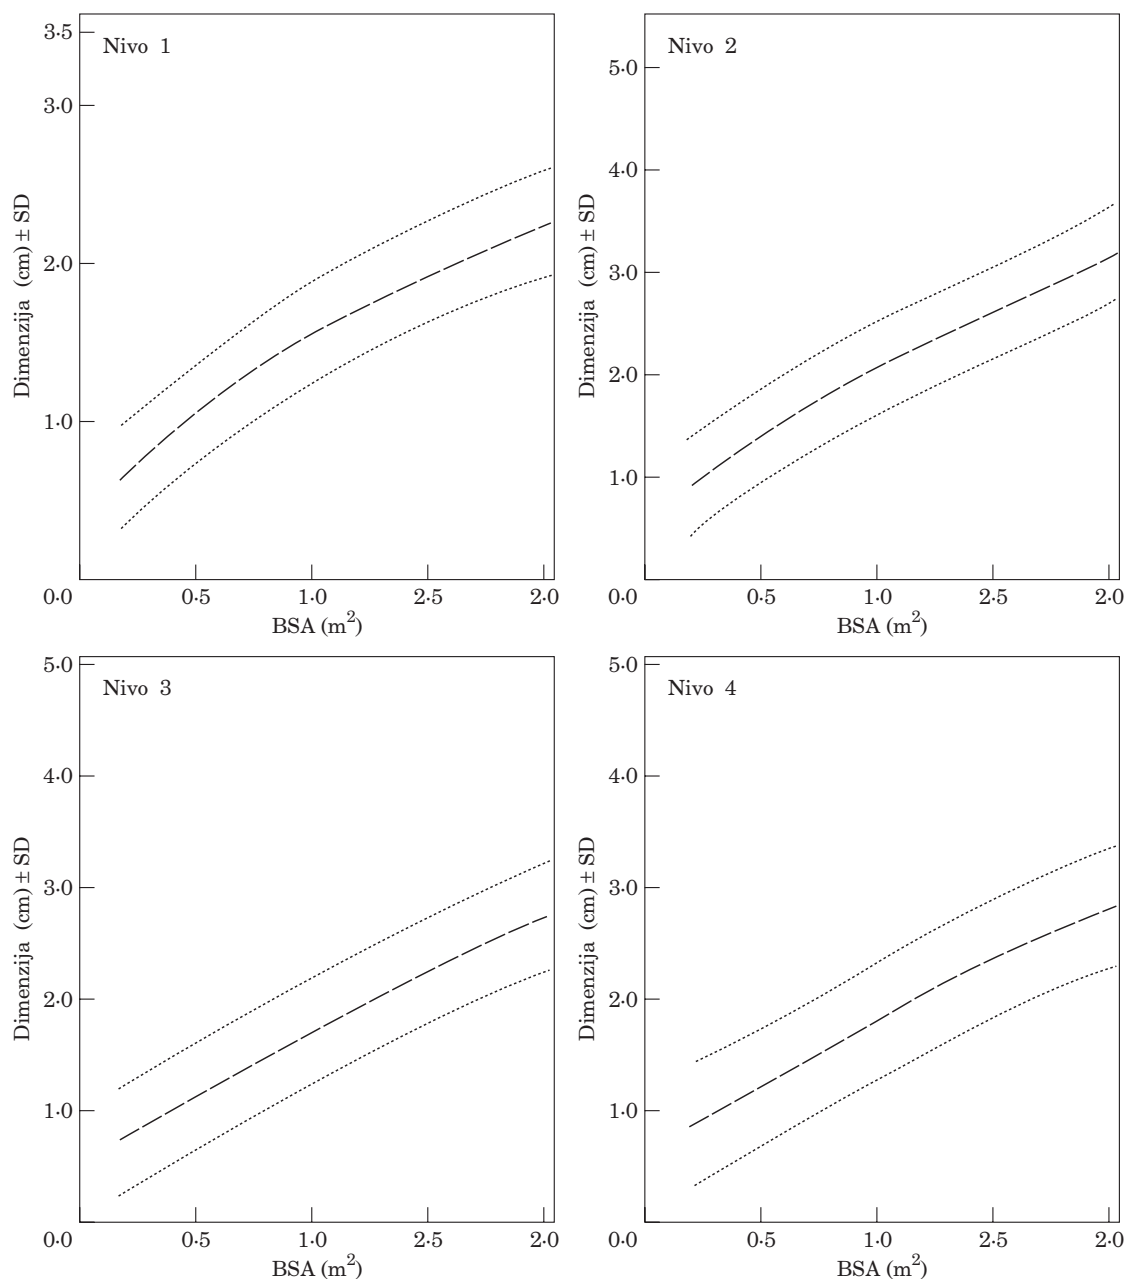 3·5
Nivo 1
3·0
2·0
1·0
Dimenzija (cm) ± SD
0·0 0·5 1·0 2·5 2·0
BSA (m²)
5·0
Nivo 2
4·0
3·0
2·0
1·0
Dimenzija (cm) ± SD
0·0 0·5 1·0 2·5 2·0
BSA (m²)
5·0
Nivo 3
4·0
3·0
2·0
1·0
Dimenzija (cm) ± SD
0·0 0·5 1·0 2·5 2·0
BSA (m²)
5·0
Nivo 4
4·0
3·0
2·0
1·0
Dimenzija (cm) ± SD
0·0 0·5 1·0 2·5 2·0
BSA (m²)